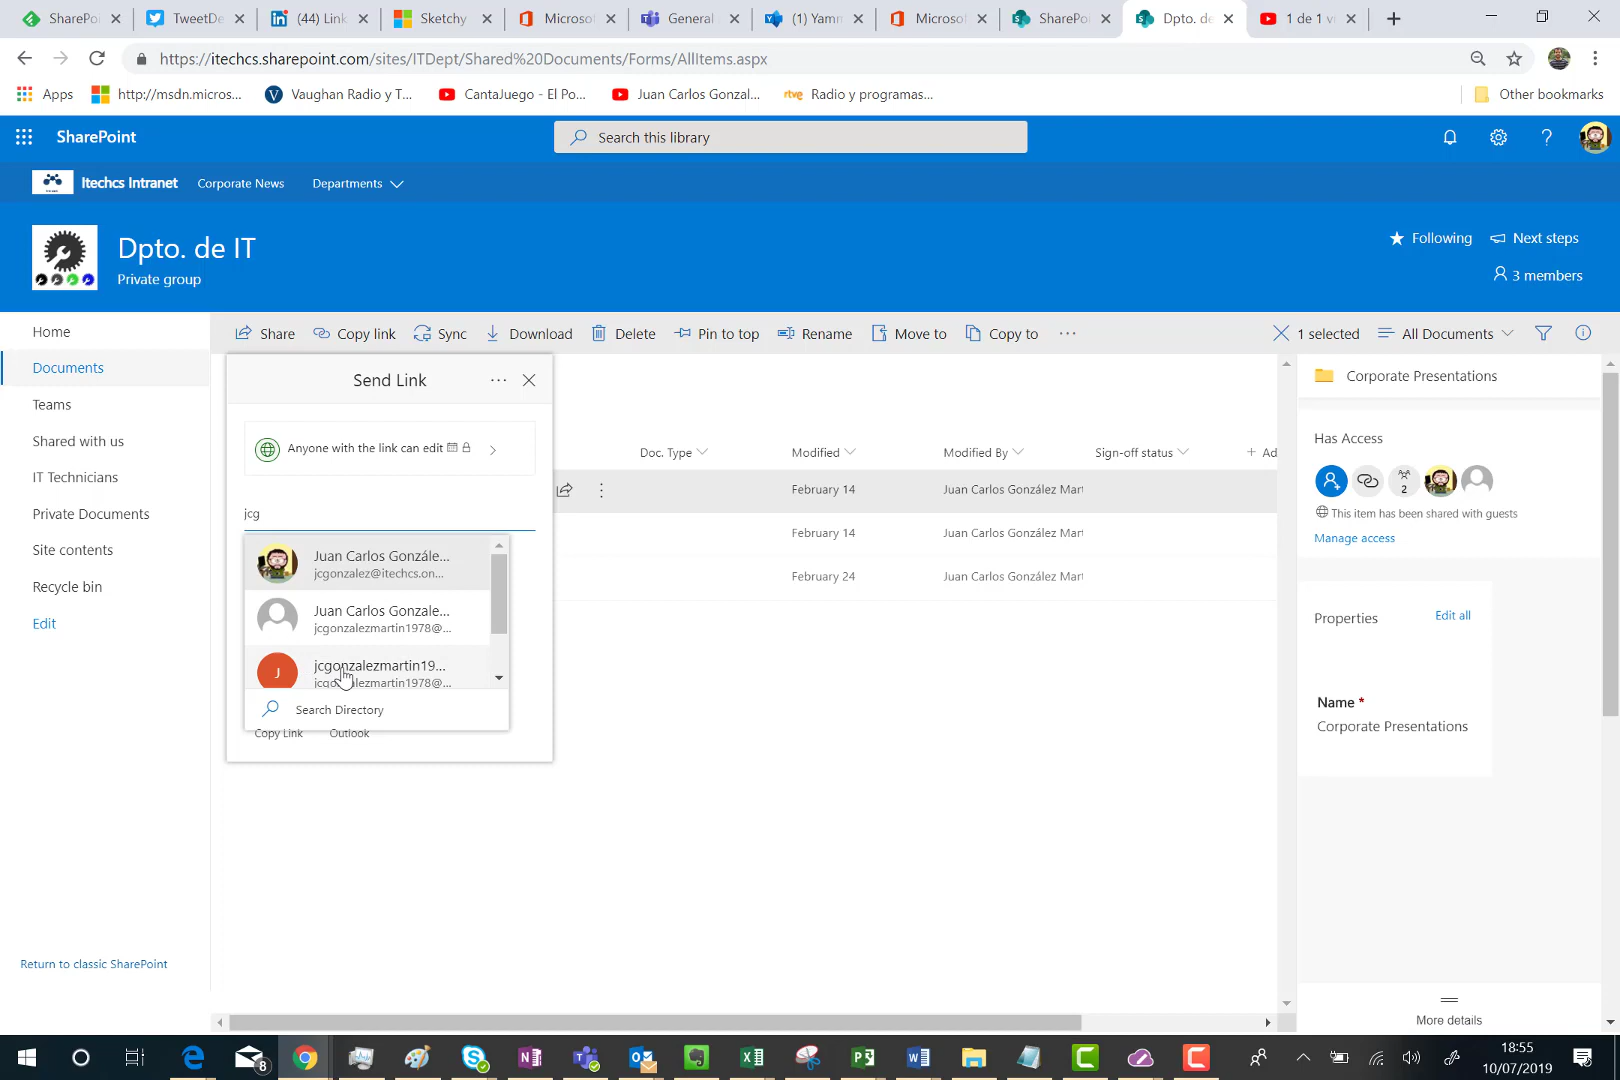 SharePoi
TweetDe
(44) Link
Sketchy
Microsof
General
(1) Yamm
Microsof
SharePoi
Dpto. de
1 de 1 v
https://itechcs.sharepoint.com/sites/ITDept/Shared%20Documents/Forms/AllItems.aspx
Apps
http://msdn.micros...
Vaughan Radio y T...
CantaJuego - El Po...
Juan Carlos Gonzal...
rtve
Radio y programas...
Other bookmarks
SharePoint
Search this library
Itechcs Intranet
Corporate News
Departments
Dpto. de IT
Private group
Following
Next steps
3 members
Home
Documents
Teams
Shared with us
IT Technicians
Private Documents
Site contents
Recycle bin
Edit
Return to classic SharePoint
Share
Copy link
Sync
Download
Delete
Pin to top
Rename
Move to
Copy to
1 selected
All Documents
Send Link
Anyone with the link can edit
jcg
Juan Carlos Gonzále...
jcgonzalez@itechcs.on...
Juan Carlos Gonzale...
jcgonzalezmartin1978@...
J
jcgonzalezmartin19...
jcgonzalezmartin1978@...
Search Directory
Copy Link
Outlook
Doc. Type
Modified
Modified By
Sign-off status
+ Ad
February 14
Juan Carlos González Mart
February 14
Juan Carlos González Mart
February 24
Juan Carlos González Mart
Corporate Presentations
Has Access
2
This item has been shared with guests
Manage access
Properties
Edit all
Name *
Corporate Presentations
More details
8
18:55
10/07/2019